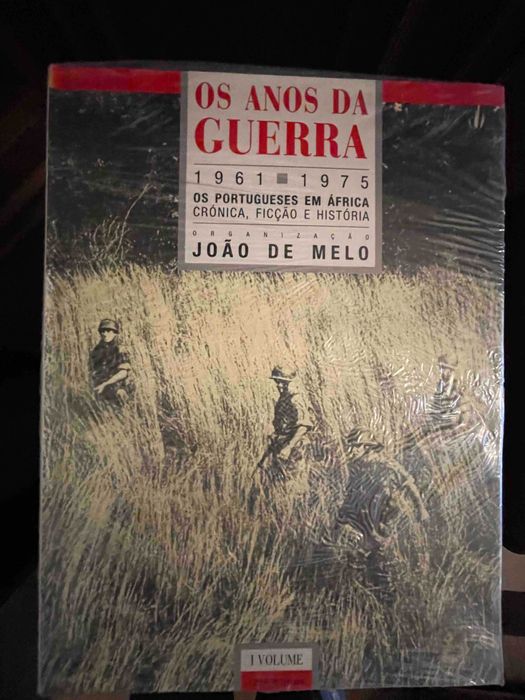 OS ANOS DA
GUERRA
1961 ■ 1975
OS PORTUGUESES EM ÁFRICA
CRÓNICA, FICÇÃO E HISTÓRIA
ORGANIZAÇÃO
JOÃO DE MELO
I VOLUME